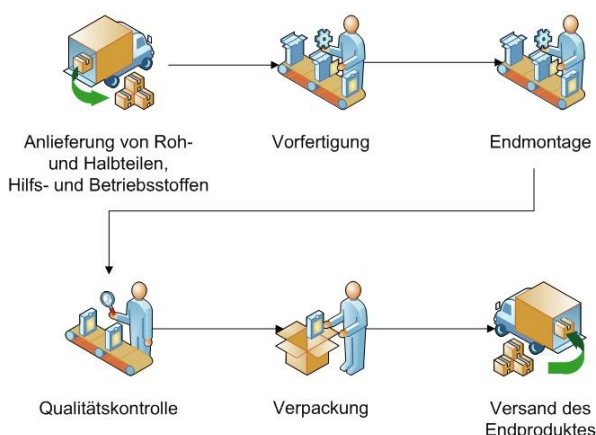 Anlieferung von Roh-
und Halbteilen,
Hilfs- und Betriebsstoffen
Vorfertigung
Endmontage
Qualitätskontrolle
Verpackung
Versand des
Endproduktes